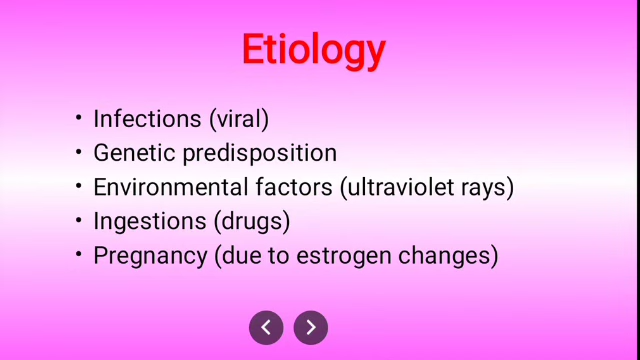 Etiology
• Infections (viral)
• Genetic predisposition
• Environmental factors (ultraviolet rays)
• Ingestions (drugs)
• Pregnancy (due to estrogen changes)